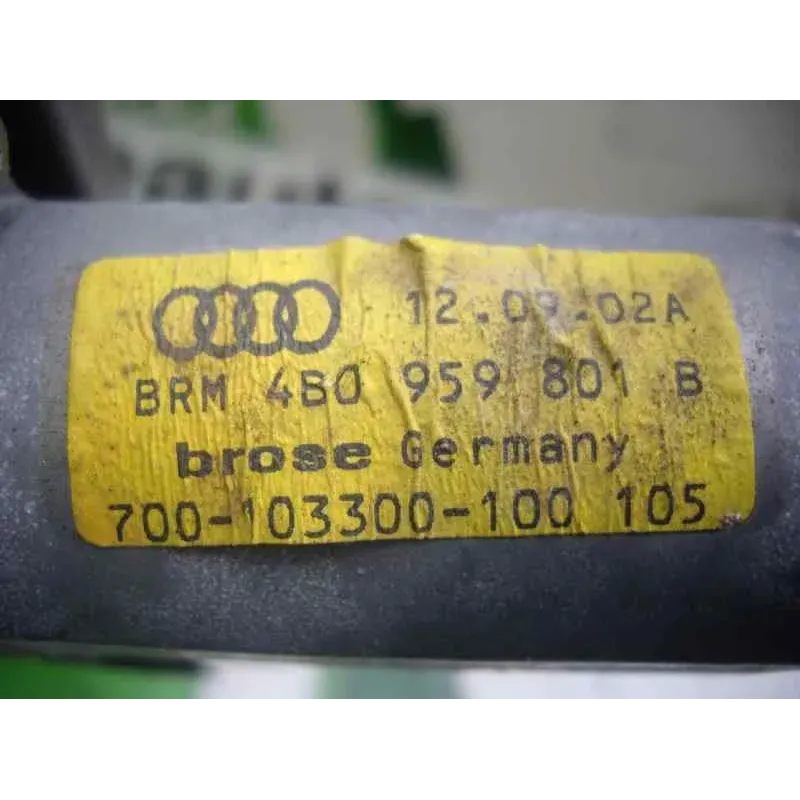 12.09.02A
BRM 4B0 959 801 B
brose Germany
700-103300-100 105